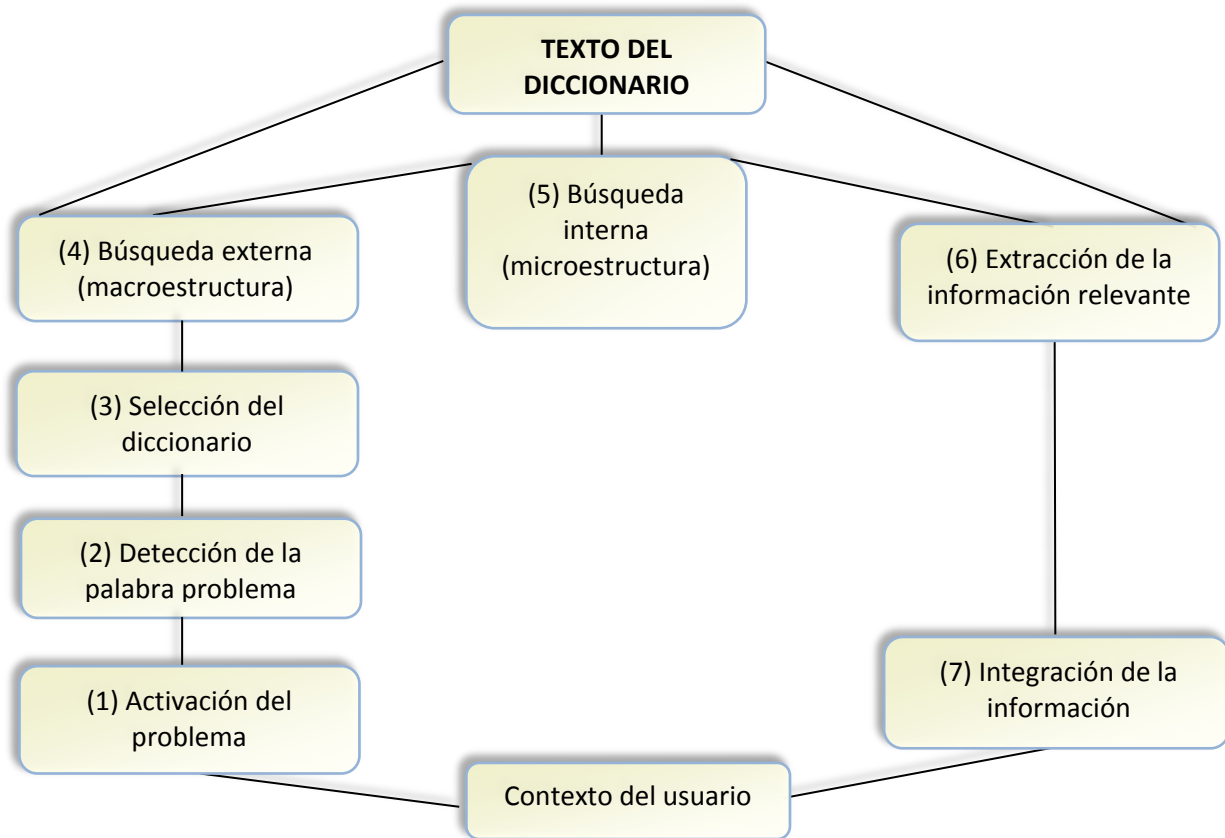 TEXTO DEL
DICCIONARIO
(4) Búsqueda externa
(macroestructura)
(5) Búsqueda
interna
(microestructura)
(6) Extracción de la
información relevante
(3) Selección del
diccionario
(2) Detección de la
palabra problema
(1) Activación del
problema
(7) Integración de la
información
Contexto del usuario